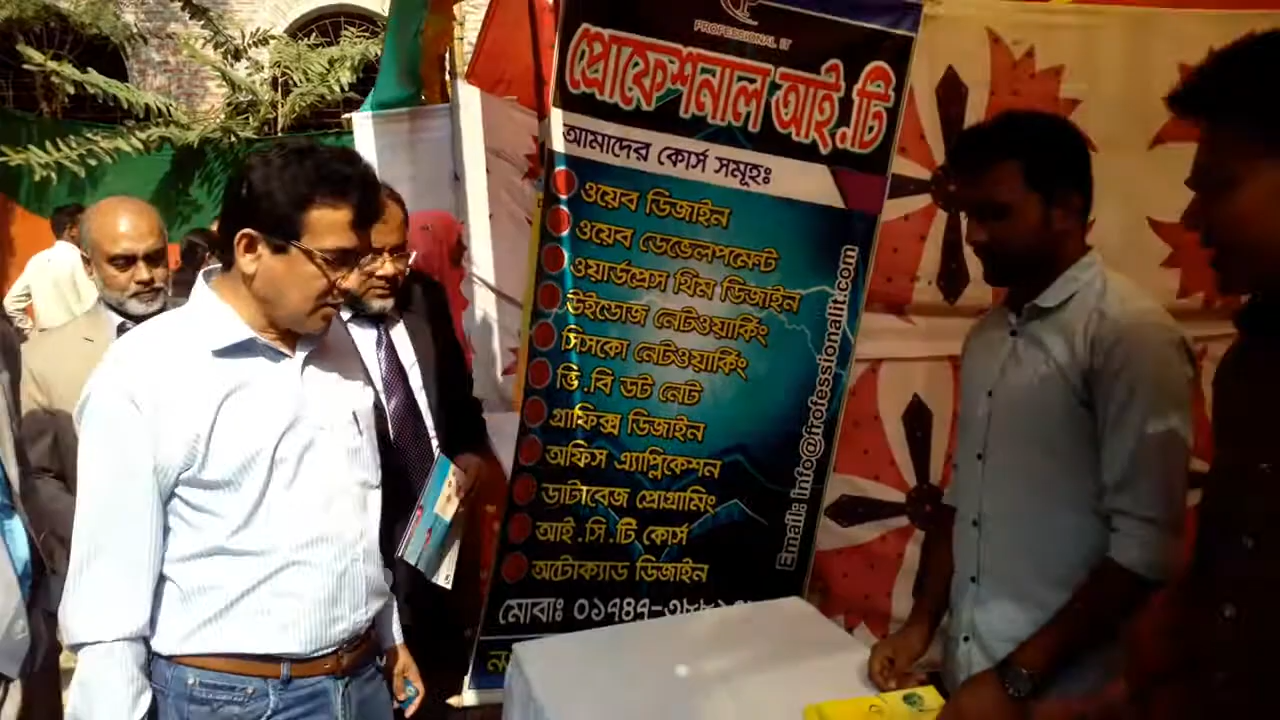 PROFESSIONAL IT
প্রোফেশনাল আই.টি
আমাদের কোর্স সমূহঃ
ওয়েব ডিজাইন
ওয়েব ডেভেলপমেন্ট
ওয়ার্ডপ্রেস থিম ডিজাইন
উইন্ডোজ নেটওয়ার্কিং
সিসকো নেটওয়ার্কিং
ভি.বি ডট নেট
গ্রাফিক্স ডিজাইন
অফিস এ্যাপ্লিকেশন
ডাটাবেজ প্রোগ্রামিং
আই.সি.টি কোর্স
অটোক্যাড ডিজাইন
মোবাঃ
Email: info@frofessionalit.com